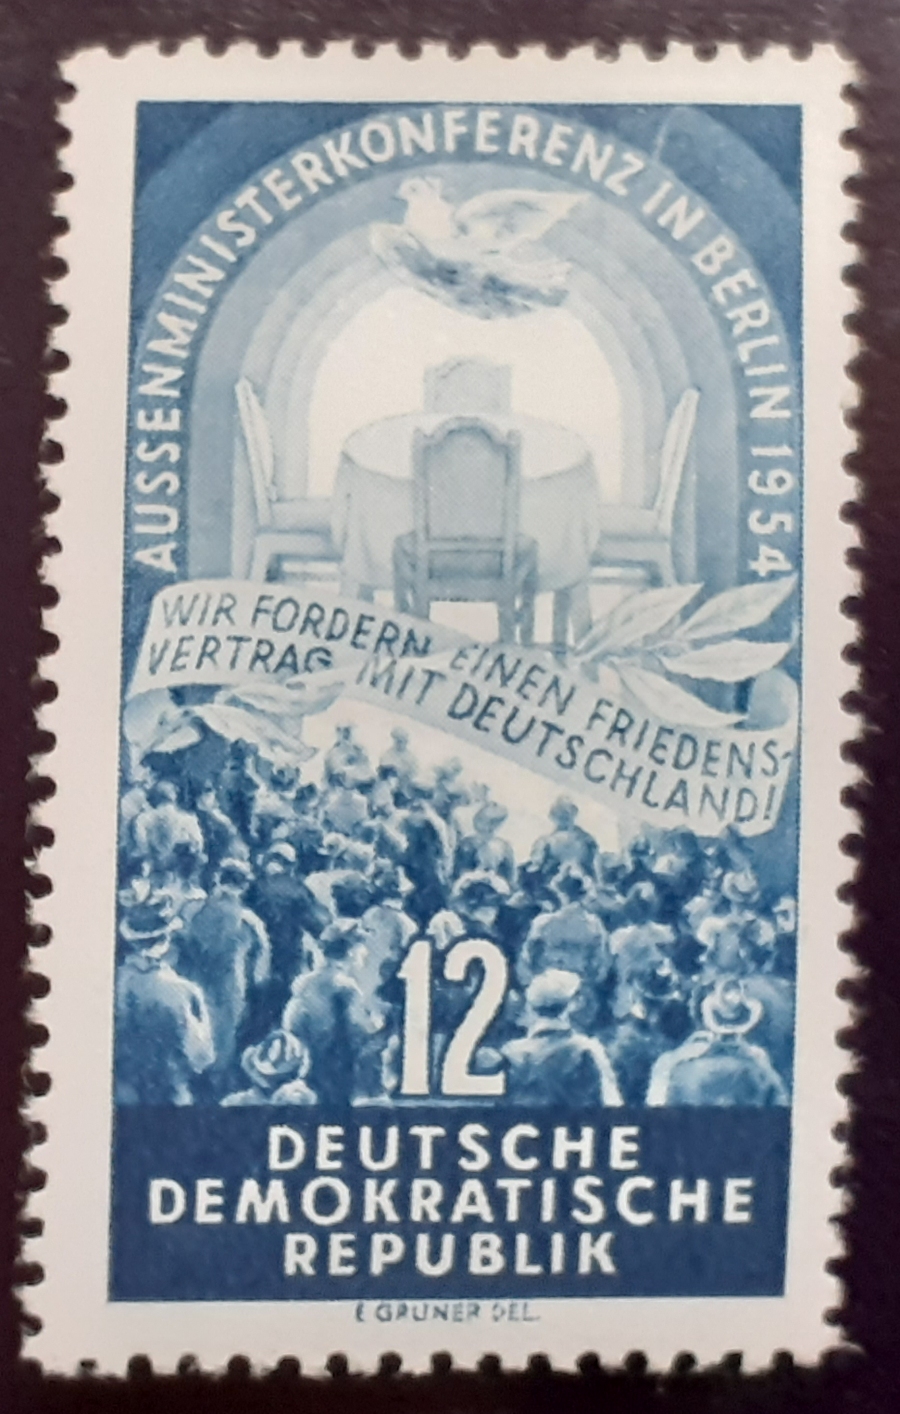 AUSSENMINISTERKONFERENZ IN BERLIN 1954
WIR FORDERN EINEN FRIEDENS-
VERTRAG MIT DEUTSCHLAND!
12
DEUTSCHE
DEMOKRATISCHE
REPUBLIK
E GRUNER DEL.